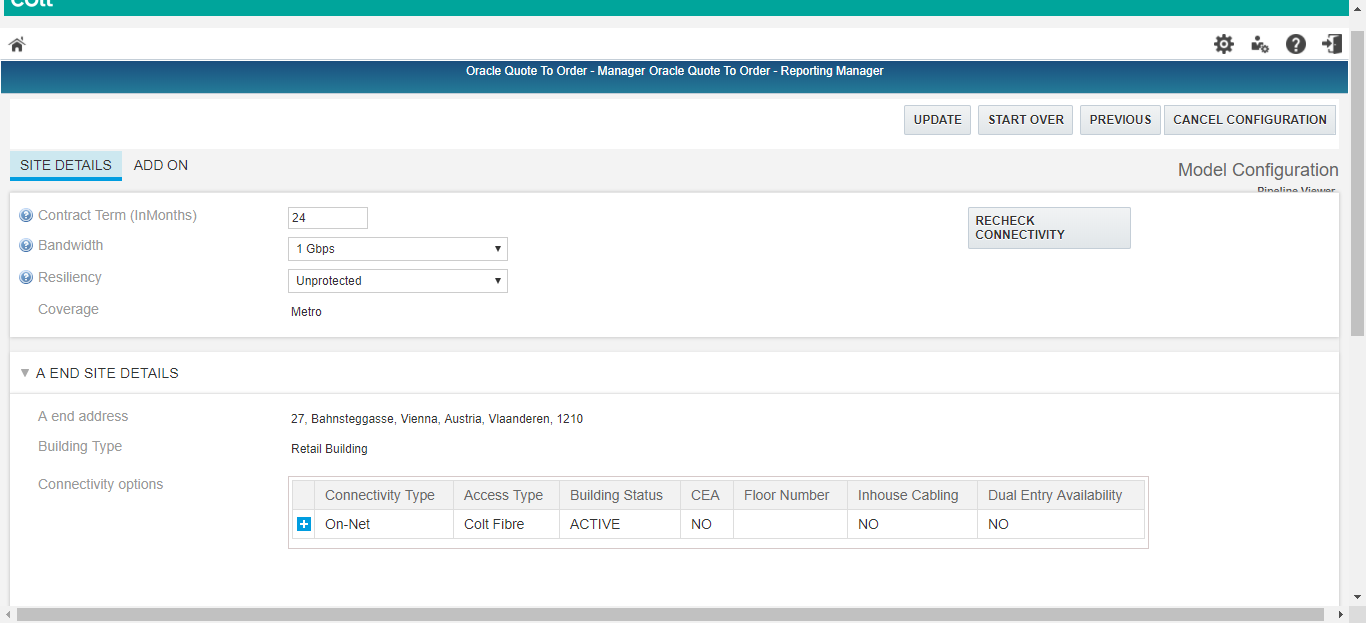 Colt
Oracle Quote To Order - Manager Oracle Quote To Order - Reporting Manager
UPDATE START OVER PREVIOUS CANCEL CONFIGURATION
SITE DETAILS ADD ON
Model Configuration
Pipeline Viewer
Contract Term (InMonths) 24
RECHECK
CONNECTIVITY
Bandwidth 1 Gbps
Resiliency Unprotected
Coverage Metro
A END SITE DETAILS
A end address 27, Bahnsteggasse, Vienna, Austria, Vlaanderen, 1210
Building Type Retail Building
Connectivity options
Connectivity Type Access Type Building Status CEA Floor Number Inhouse Cabling Dual Entry Availability
On-Net Colt Fibre ACTIVE NO NO NO